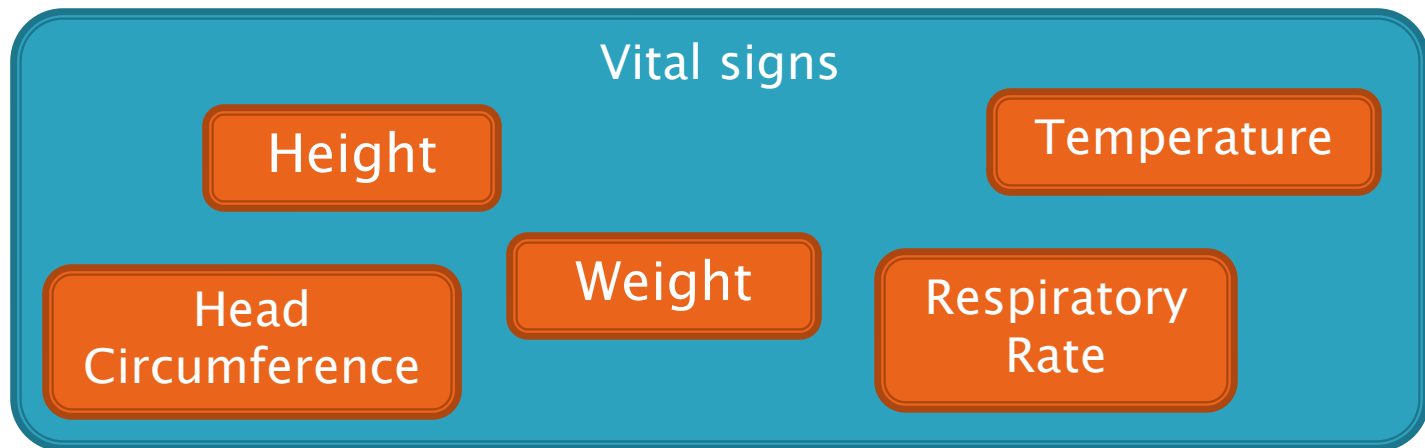 Vital signs
Height
Temperature
Weight
Head
Circumference
Respiratory
Rate